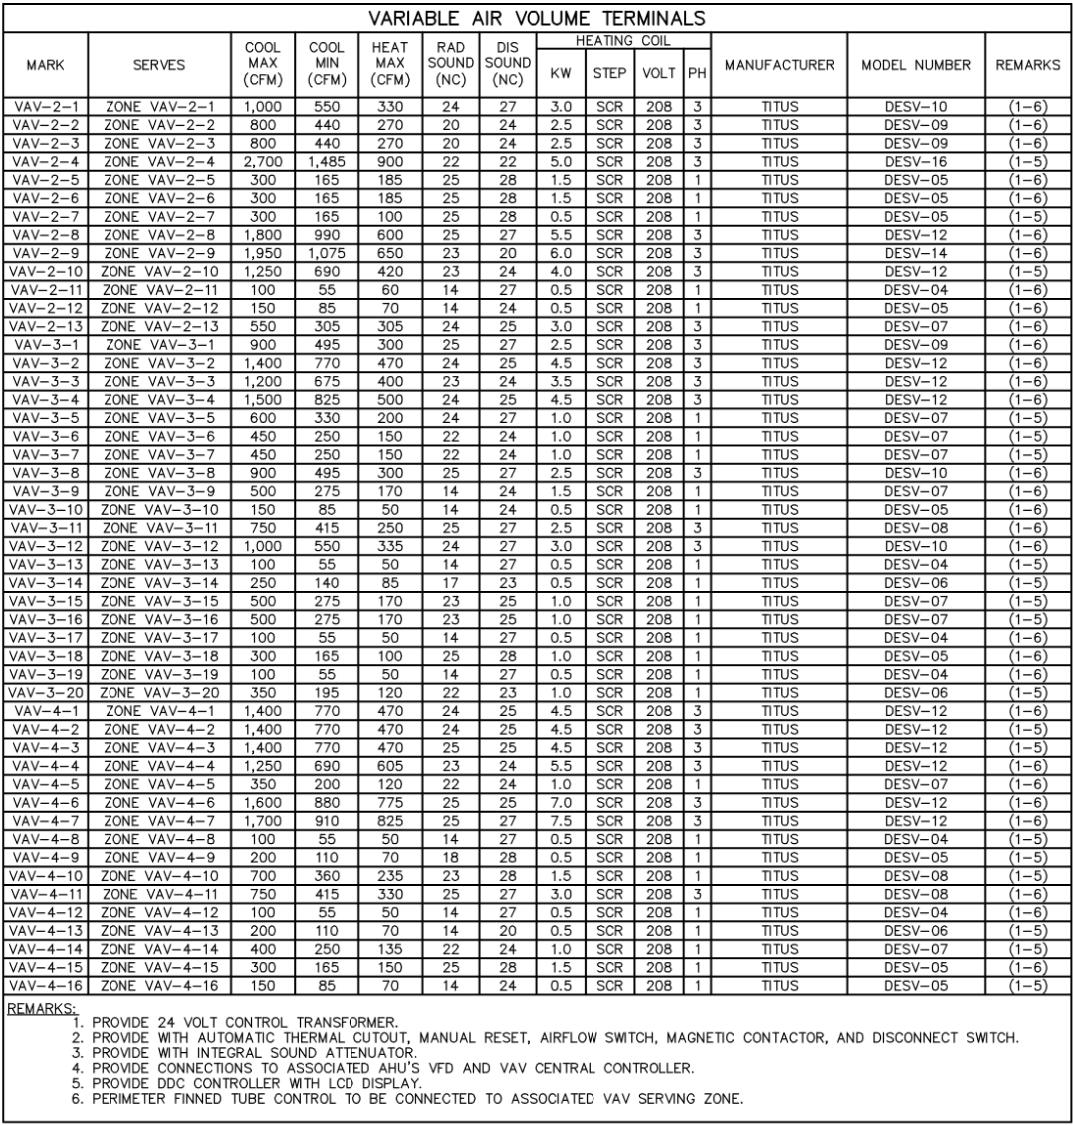 VARIABLE AIR VOLUME TERMINALS
MARK SERVES COOL MAX (CFM) COOL MIN (CFM) HEAT MAX (CFM) RAD SOUND (NC) DIS SOUND (NC) HEATING COIL KW STEP VOLT PH MANUFACTURER MODEL NUMBER REMARKS
VAV-2-1 ZONE VAV-2-1 1,000 550 330 24 27 3.0 SCR 208 3 TITUS DESV-10 (1-6)
VAV-2-2 ZONE VAV-2-2 800 440 270 20 24 2.5 SCR 208 3 TITUS DESV-09 (1-6)
VAV-2-3 ZONE VAV-2-3 800 440 270 20 24 2.5 SCR 208 3 TITUS DESV-09 (1-6)
VAV-2-4 ZONE VAV-2-4 2,700 1,485 900 22 22 5.0 SCR 208 3 TITUS DESV-16 (1-5)
VAV-2-5 ZONE VAV-2-5 300 165 185 25 28 1.5 SCR 208 1 TITUS DESV-05 (1-6)
VAV-2-6 ZONE VAV-2-6 300 165 185 25 28 1.5 SCR 208 1 TITUS DESV-05 (1-6)
VAV-2-7 ZONE VAV-2-7 300 165 100 25 28 0.5 SCR 208 1 TITUS DESV-05 (1-5)
VAV-2-8 ZONE VAV-2-8 1,800 990 600 25 27 5.5 SCR 208 3 TITUS DESV-12 (1-6)
VAV-2-9 ZONE VAV-2-9 1,950 1,075 650 23 20 6.0 SCR 208 3 TITUS DESV-14 (1-6)
VAV-2-10 ZONE VAV-2-10 1,250 690 420 23 24 4.0 SCR 208 3 TITUS DESV-12 (1-5)
VAV-2-11 ZONE VAV-2-11 100 55 60 14 27 0.5 SCR 208 1 TITUS DESV-04 (1-6)
VAV-2-12 ZONE VAV-2-12 150 85 70 14 24 0.5 SCR 208 1 TITUS DESV-05 (1-5)
VAV-2-13 ZONE VAV-2-13 550 305 305 24 25 3.0 SCR 208 3 TITUS DESV-07 (1-6)
VAV-3-1 ZONE VAV-3-1 900 495 300 25 27 2.5 SCR 208 3 TITUS DESV-09 (1-6)
VAV-3-2 ZONE VAV-3-2 1,400 770 470 24 25 4.5 SCR 208 3 TITUS DESV-12 (1-6)
VAV-3-3 ZONE VAV-3-3 1,200 675 400 23 24 3.5 SCR 208 3 TITUS DESV-12 (1-6)
VAV-3-4 ZONE VAV-3-4 1,500 825 500 24 25 4.5 SCR 208 3 TITUS DESV-12 (1-6)
VAV-3-5 ZONE VAV-3-5 600 330 200 24 27 1.0 SCR 208 1 TITUS DESV-07 (1-5)
VAV-3-6 ZONE VAV-3-6 450 250 150 22 24 1.0 SCR 208 1 TITUS DESV-07 (1-5)
VAV-3-7 ZONE VAV-3-7 450 250 150 22 24 1.0 SCR 208 1 TITUS DESV-07 (1-5)
VAV-3-8 ZONE VAV-3-8 900 495 300 25 27 2.5 SCR 208 3 TITUS DESV-10 (1-6)
VAV-3-9 ZONE VAV-3-9 500 275 170 14 24 1.5 SCR 208 1 TITUS DESV-07 (1-6)
VAV-3-10 ZONE VAV-3-10 150 85 50 14 24 0.5 SCR 208 1 TITUS DESV-05 (1-6)
VAV-3-11 ZONE VAV-3-11 750 415 250 25 27 2.5 SCR 208 3 TITUS DESV-08 (1-6)
VAV-3-12 ZONE VAV-3-12 1,000 550 335 24 27 3.0 SCR 208 3 TITUS DESV-10 (1-6)
VAV-3-13 ZONE VAV-3-13 100 55 50 14 27 0.5 SCR 208 1 TITUS DESV-04 (1-5)
VAV-3-14 ZONE VAV-3-14 250 140 85 17 23 0.5 SCR 208 1 TITUS DESV-06 (1-5)
VAV-3-15 ZONE VAV-3-15 500 275 170 23 25 1.0 SCR 208 1 TITUS DESV-07 (1-5)
VAV-3-16 ZONE VAV-3-16 500 275 170 23 25 1.0 SCR 208 1 TITUS DESV-07 (1-5)
VAV-3-17 ZONE VAV-3-17 100 55 50 14 27 0.5 SCR 208 1 TITUS DESV-04 (1-6)
VAV-3-18 ZONE VAV-3-18 300 165 100 25 28 1.0 SCR 208 1 TITUS DESV-05 (1-5)
VAV-3-19 ZONE VAV-3-19 100 55 50 14 27 0.5 SCR 208 1 TITUS DESV-04 (1-6)
VAV-3-20 ZONE VAV-3-20 350 195 120 22 23 1.0 SCR 208 1 TITUS DESV-06 (1-5)
VAV-4-1 ZONE VAV-4-1 1,400 770 470 24 25 4.5 SCR 208 3 TITUS DESV-12 (1-6)
VAV-4-2 ZONE VAV-4-2 1,400 770 470 24 25 4.5 SCR 208 3 TITUS DESV-12 (1-5)
VAV-4-3 ZONE VAV-4-3 1,400 770 470 25 25 4.5 SCR 208 3 TITUS DESV-12 (1-5)
VAV-4-4 ZONE VAV-4-4 1,250 690 605 23 24 5.5 SCR 208 3 TITUS DESV-12 (1-6)
VAV-4-5 ZONE VAV-4-5 350 200 120 22 24 1.0 SCR 208 1 TITUS DESV-07 (1-5)
VAV-4-6 ZONE VAV-4-6 1,600 880 775 25 25 7.0 SCR 208 3 TITUS DESV-12 (1-6)
VAV-4-7 ZONE VAV-4-7 1,700 910 825 25 27 7.5 SCR 208 3 TITUS DESV-12 (1-6)
VAV-4-8 ZONE VAV-4-8 100 55 50 14 27 0.5 SCR 208 1 TITUS DESV-04 (1-5)
VAV-4-9 ZONE VAV-4-9 200 110 70 18 28 0.5 SCR 208 1 TITUS DESV-05 (1-5)
VAV-4-10 ZONE VAV-4-10 700 360 235 23 28 1.5 SCR 208 1 TITUS DESV-08 (1-6)
VAV-4-11 ZONE VAV-4-11 750 415 330 25 27 3.0 SCR 208 3 TITUS DESV-08 (1-6)
VAV-4-12 ZONE VAV-4-12 100 55 50 14 27 0.5 SCR 208 1 TITUS DESV-04 (1-6)
VAV-4-13 ZONE VAV-4-13 200 110 70 14 20 0.5 SCR 208 1 TITUS DESV-06 (1-5)
VAV-4-14 ZONE VAV-4-14 400 250 135 22 24 1.0 SCR 208 1 TITUS DESV-07 (1-5)
VAV-4-15 ZONE VAV-4-15 300 165 150 25 28 1.5 SCR 208 1 TITUS DESV-05 (1-6)
VAV-4-16 ZONE VAV-4-16 150 85 70 14 24 0.5 SCR 208 1 TITUS DESV-05 (1-5)
REMARKS:
1. PROVIDE 24 VOLT CONTROL TRANSFORMER.
2. PROVIDE WITH AUTOMATIC THERMAL CUTOUT, MANUAL RESET, AIRFLOW SWITCH, MAGNETIC CONTACTOR, AND DISCONNECT SWITCH.
3. PROVIDE WITH INTEGRAL SOUND ATTENUATOR.
4. PROVIDE CONNECTIONS TO ASSOCIATED AHU'S VFD AND VAV CENTRAL CONTROLLER.
5. PROVIDE DDC CONTROLLER WITH LCD DISPLAY.
6. PERIMETER FINNED TUBE CONTROL TO BE CONNECTED TO ASSOCIATED VAV SERVING ZONE.